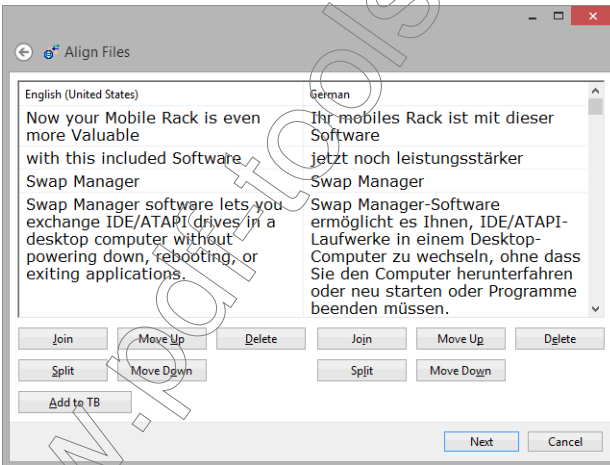 Align Files
English (United States)
German
Now your Mobile Rack is even
more Valuable
Ihr mobiles Rack ist mit dieser
Software
with this included Software
jetzt noch leistungsstärker
Swap Manager
Swap Manager
Swap Manager software lets you
exchange IDE/ATAPI drives in a
desktop computer without
powering down, rebooting, or
exiting applications.
Swap Manager-Software
ermöglicht es Ihnen, IDE/ATAPI-
Laufwerke in einem Desktop-
Computer zu wechseln, ohne dass
Sie den Computer herunterfahren
oder neu starten oder Programme
beenden müssen.
Join
Move Up
Delete
Join
Move Up
Delete
Split
Move Down
Split
Move Down
Add to TB
Next
Cancel
.pdf-tools